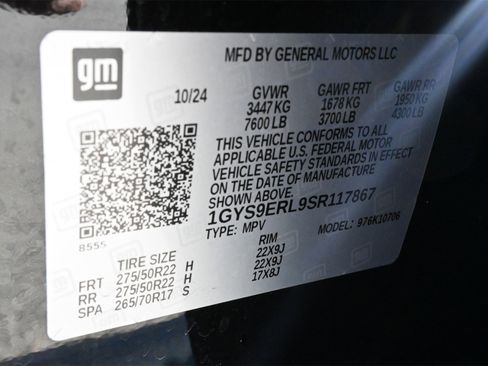 gm
MFD BY GENERAL MOTORS LLC
10/24 GVWR GAWR FRT GAWR RR
3447 KG 1678 KG 1950 KG
7600 LB 3700 LB 4300 LB
THIS VEHICLE CONFORMS TO ALL
APPLICABLE U.S. FEDERAL MOTOR
VEHICLE SAFETY STANDARDS IN EFFECT
ON THE DATE OF MANUFACTURE
SHOWN ABOVE.
1GYS9ERL9SR117867
TYPE: MPV MODEL: 976K10706
8555
TIRE SIZE RIM
FRT 275/50R22 H 22X9J
RR 275/50R22 H 22X9J
SPA 265/70R17 S 17X8J